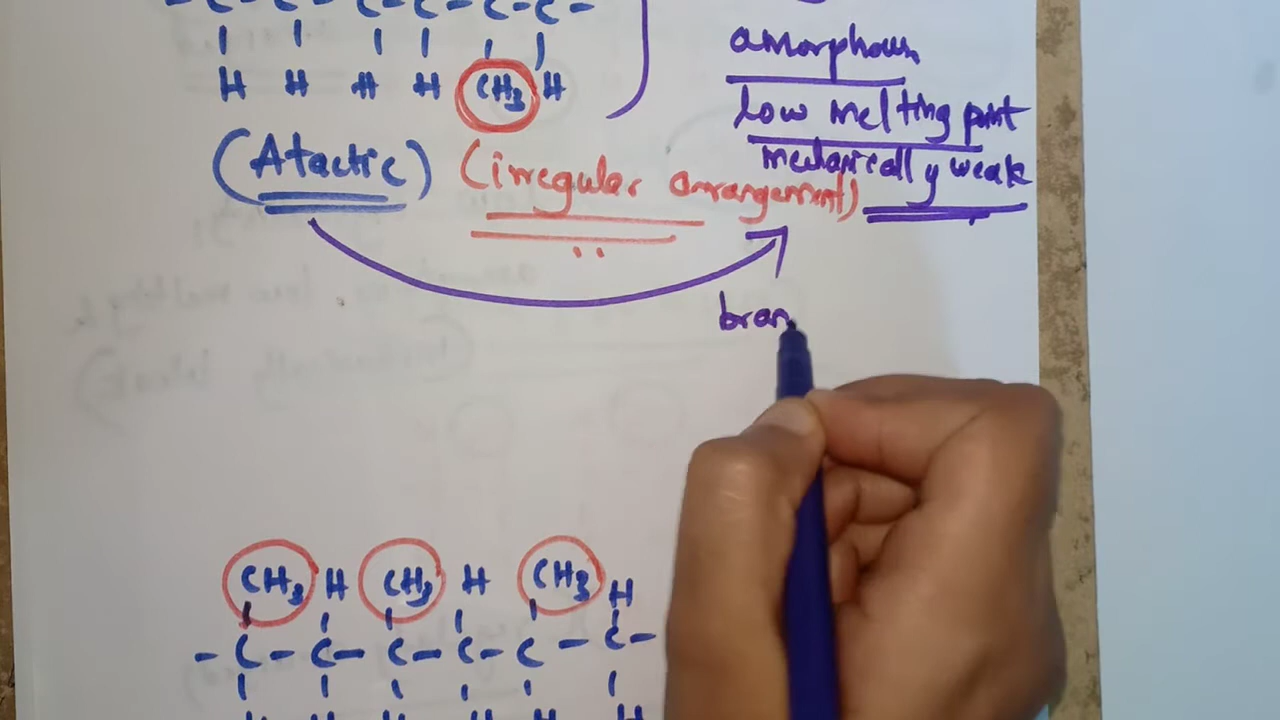 - C - C - C - C - C - C -
H H H H CH3 H
amorphous
low melting point
mechanically weak
(Atactic) (irregular arrangement)
bran
CH3 H CH3 H CH3 H
- C - C - C - C - C - C -
H